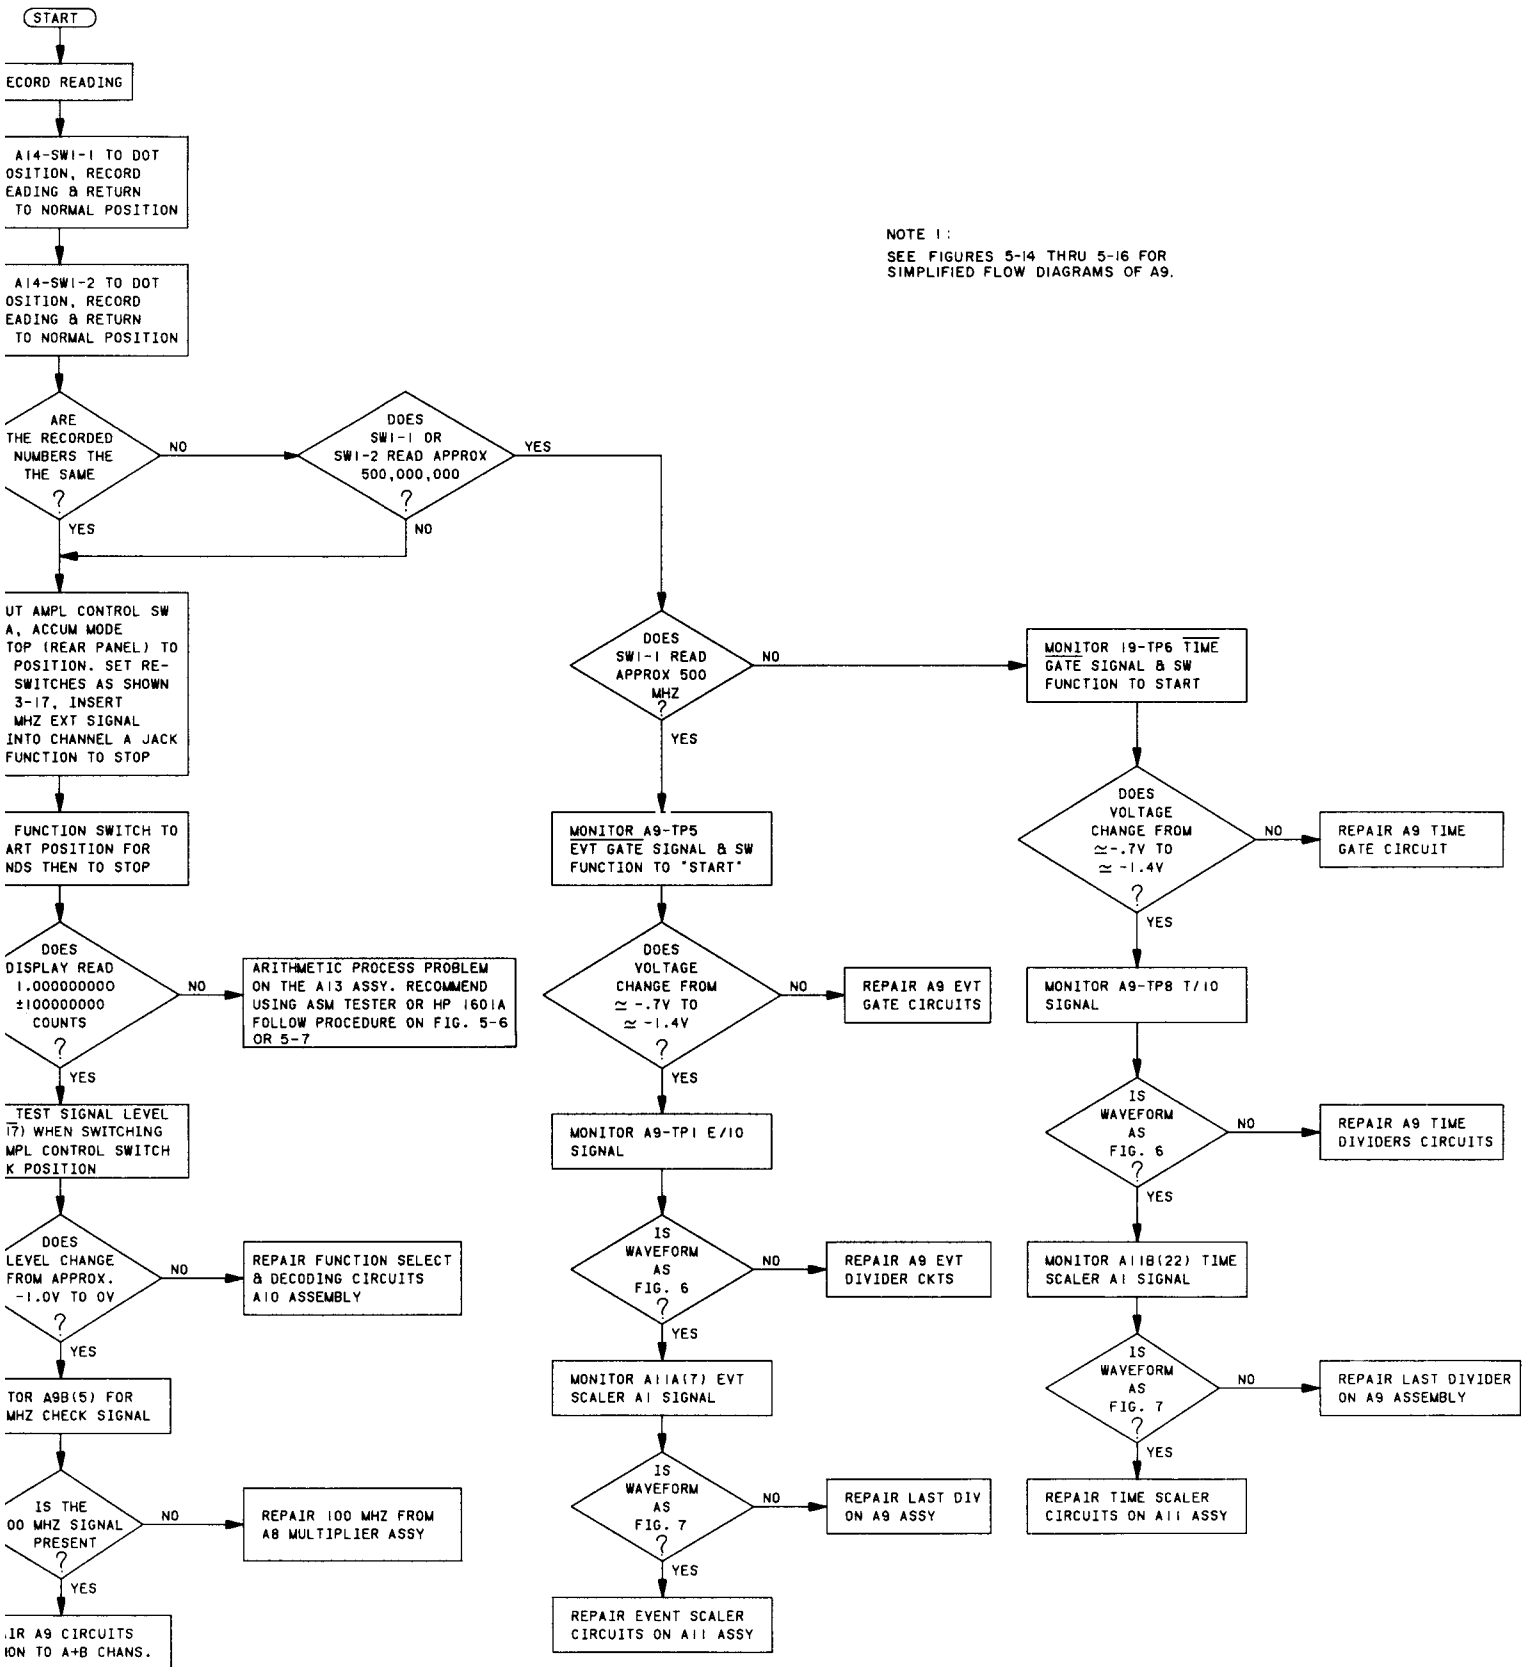 START
ECORD READING
A14-SW1-1 TO DOT
OSITION, RECORD
EADING & RETURN
TO NORMAL POSITION
NOTE 1:
SEE FIGURES 5-14 THRU 5-16 FOR
SIMPLIFIED FLOW DIAGRAMS OF A9.
A14-SW1-2 TO DOT
OSITION, RECORD
EADING & RETURN
TO NORMAL POSITION
ARE
THE RECORDED
NUMBERS THE
THE SAME
?
NO
YES
DOES
SW1-1 OR
SW1-2 READ APPROX
500,000,000
?
YES
NO
UT AMPL CONTROL SW
A, ACCUM MODE
TOP (REAR PANEL) TO
POSITION. SET RE-
SWITCHES AS SHOWN
3-17, INSERT
MHZ EXT SIGNAL
INTO CHANNEL A JACK
FUNCTION TO STOP
FUNCTION SWITCH TO
ART POSITION FOR
NDS THEN TO STOP
DOES
DISPLAY READ
1.000000000
±100000000
COUNTS
?
NO
YES
ARITHMETIC PROCESS PROBLEM
ON THE A13 ASSY. RECOMMEND
USING ASM TESTER OR HP 1601A
FOLLOW PROCEDURE ON FIG. 5-6
OR 5-7
TEST SIGNAL LEVEL
17) WHEN SWITCHING
MPL CONTROL SWITCH
K POSITION
DOES
LEVEL CHANGE
FROM APPROX.
-1.0V TO 0V
?
NO
YES
REPAIR FUNCTION SELECT
& DECODING CIRCUITS
A10 ASSEMBLY
TOR A9B(5) FOR
MHZ CHECK SIGNAL
IS THE
00 MHZ SIGNAL
PRESENT
?
NO
YES
REPAIR 100 MHZ FROM
A8 MULTIPLIER ASSY
IR A9 CIRCUITS
ON TO A+B CHANS.
DOES
SW1-1 READ
APPROX 500
MHZ
?
NO
YES
MONITOR A9-TP5
EVT GATE SIGNAL & SW
FUNCTION TO "START"
DOES
VOLTAGE
CHANGE FROM
≃ -.7V TO
≃ -1.4V
?
NO
YES
REPAIR A9 EVT
GATE CIRCUITS
MONITOR A9-TP1 E/10
SIGNAL
IS
WAVEFORM
AS
FIG. 6
?
NO
YES
REPAIR A9 EVT
DIVIDER CKTS
MONITOR A11A(7) EVT
SCALER A1 SIGNAL
IS
WAVEFORM
AS
FIG. 7
?
NO
YES
REPAIR LAST DIV
ON A9 ASSY
REPAIR EVENT SCALER
CIRCUITS ON A11 ASSY
MONITOR 19-TP6 TIME
GATE SIGNAL & SW
FUNCTION TO START
DOES
VOLTAGE
CHANGE FROM
≃-.7V TO
≃ -1.4V
?
NO
YES
REPAIR A9 TIME
GATE CIRCUIT
MONITOR A9-TP8 T/10
SIGNAL
IS
WAVEFORM
AS
FIG. 6
?
NO
YES
REPAIR A9 TIME
DIVIDERS CIRCUITS
MONITOR A11B(22) TIME
SCALER A1 SIGNAL
IS
WAVEFORM
AS
FIG. 7
?
NO
YES
REPAIR LAST DIVIDER
ON A9 ASSEMBLY
REPAIR TIME SCALER
CIRCUITS ON A11 ASSY